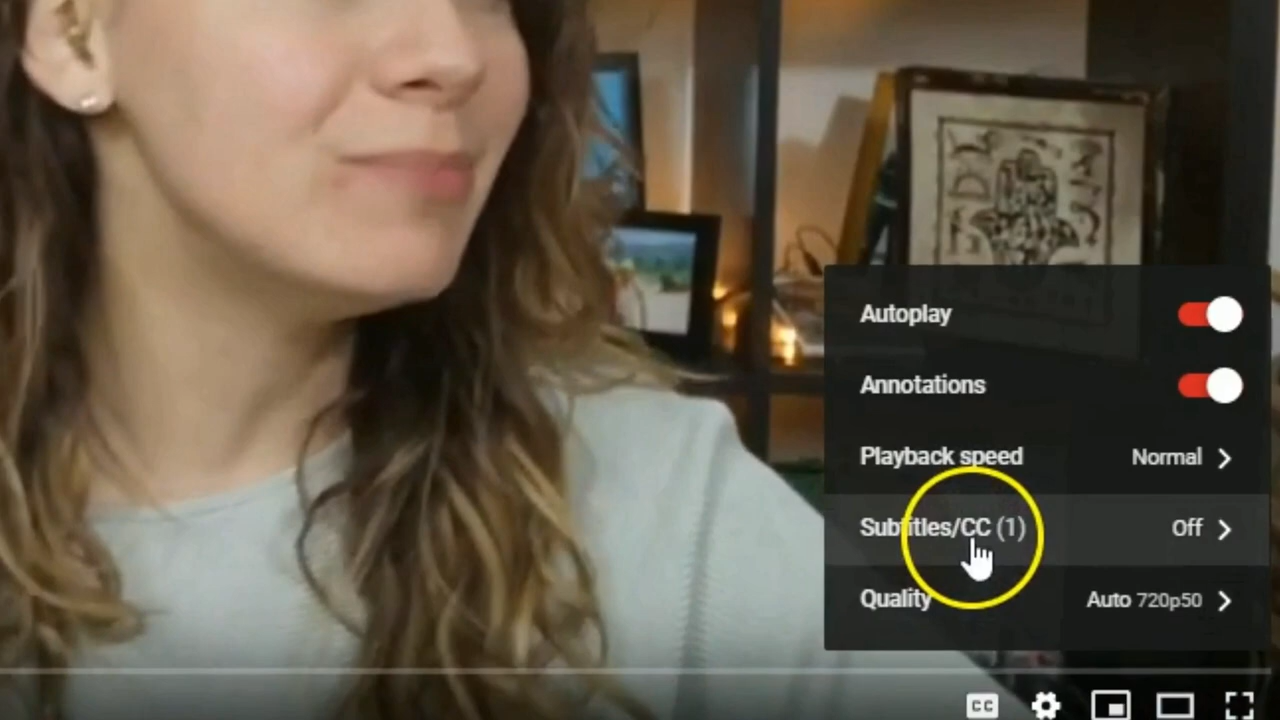 Autoplay
Annotations
Playback speed Normal
Subtitles/CC (1) Off
Quality Auto 720p50
CC